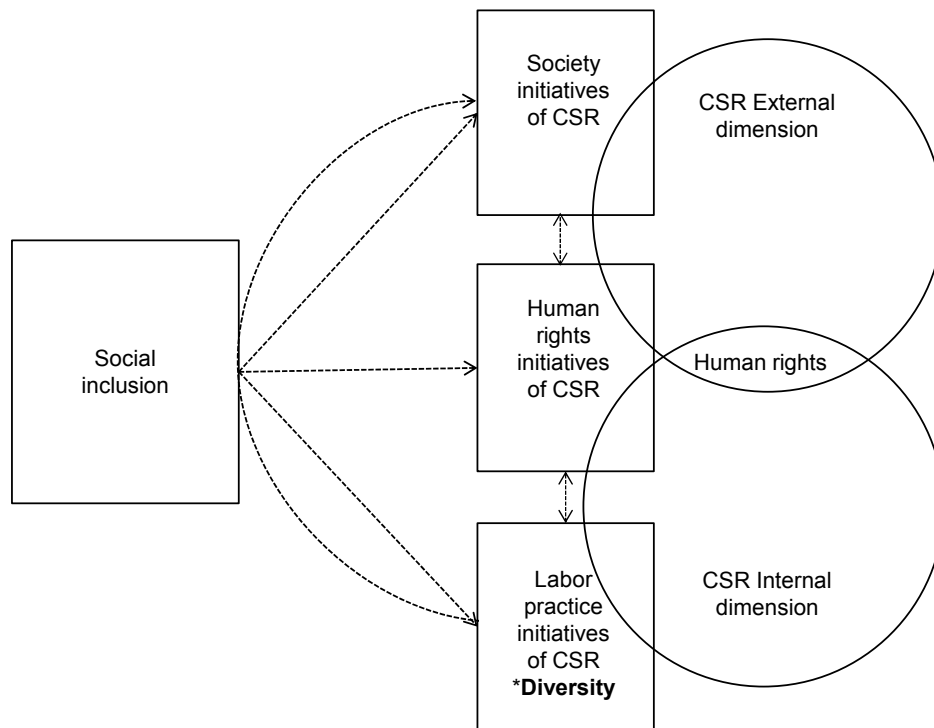 Society
initiatives
of CSR
CSR External
dimension
Social
inclusion
Human
rights
initiatives
of CSR
Human rights
Labor
practice
initiatives
of CSR
*Diversity
CSR Internal
dimension